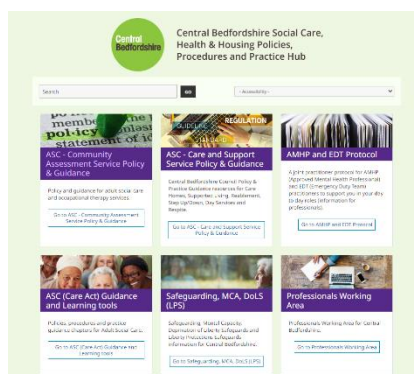 Central
Bedfordshire
Central Bedfordshire Social Care,
Health & Housing Policies,
Procedures and Practice Hub
Search
GO
- Accessibility -
member
policy
statement of
GUIDELINE
REGULATION
STANDARD
ASC - Community
Assessment Service Policy
& Guidance
Policy and guidance for adult social care
and occupational therapy services
Go to ASC - Community Assessment
Service Policy & Guidance
ASC - Care and Support
Service Policy & Guidance
Central Bedfordshire Council Policy &
Practice Guidance resources for Care
Homes, Supported Living, Reablement,
Step Up/Down, Day Services and
Respite.
Go to ASC - Care and Support Service
Policy & Guidance
AMHP and EDT Protocol
A joint practitioner protocol for AMHP
(Approved Mental Health Professional)
and EDT (Emergency Duty Team)
practitioners to support you in your day
to day roles (information for
professionals).
Go to AMHP and EDT Protocol
ASC (Care Act) Guidance
and Learning tools
Policies, procedures and practice
guidance chapters for Adult Social Care.
Go to ASC (Care Act) Guidance and
Learning tools
Safeguarding, MCA, DoLS
(LPS)
Safeguarding, Mental Capacity,
Deprivation of Liberty Safeguards and
Liberty Protections Safeguards
information for Central Bedfordshire.
Go to Safeguarding, MCA, DoLS (LPS)
Professionals Working
Area
Professionals Working Area for Central
Bedfordshire.
Go to Professionals Working Area